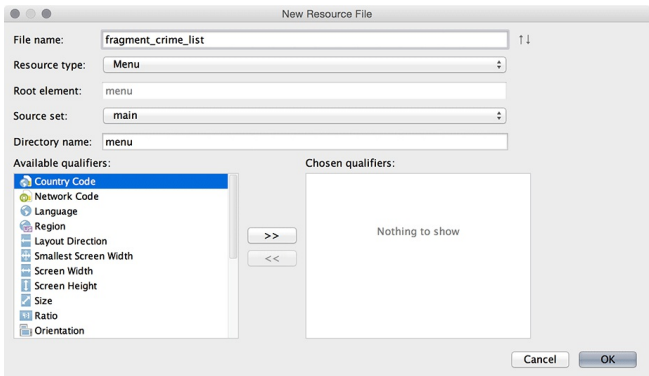 New Resource File
File name: fragment_crime_list ↑↓
Resource type: Menu
Root element: menu
Source set: main
Directory name: menu
Available qualifiers: Chosen qualifiers:
Country Code
Network Code
Language
Region
Layout Direction
Smallest Screen Width
Screen Width
Screen Height
Size
Ratio
Orientation
>>
<<
Nothing to show
Cancel OK